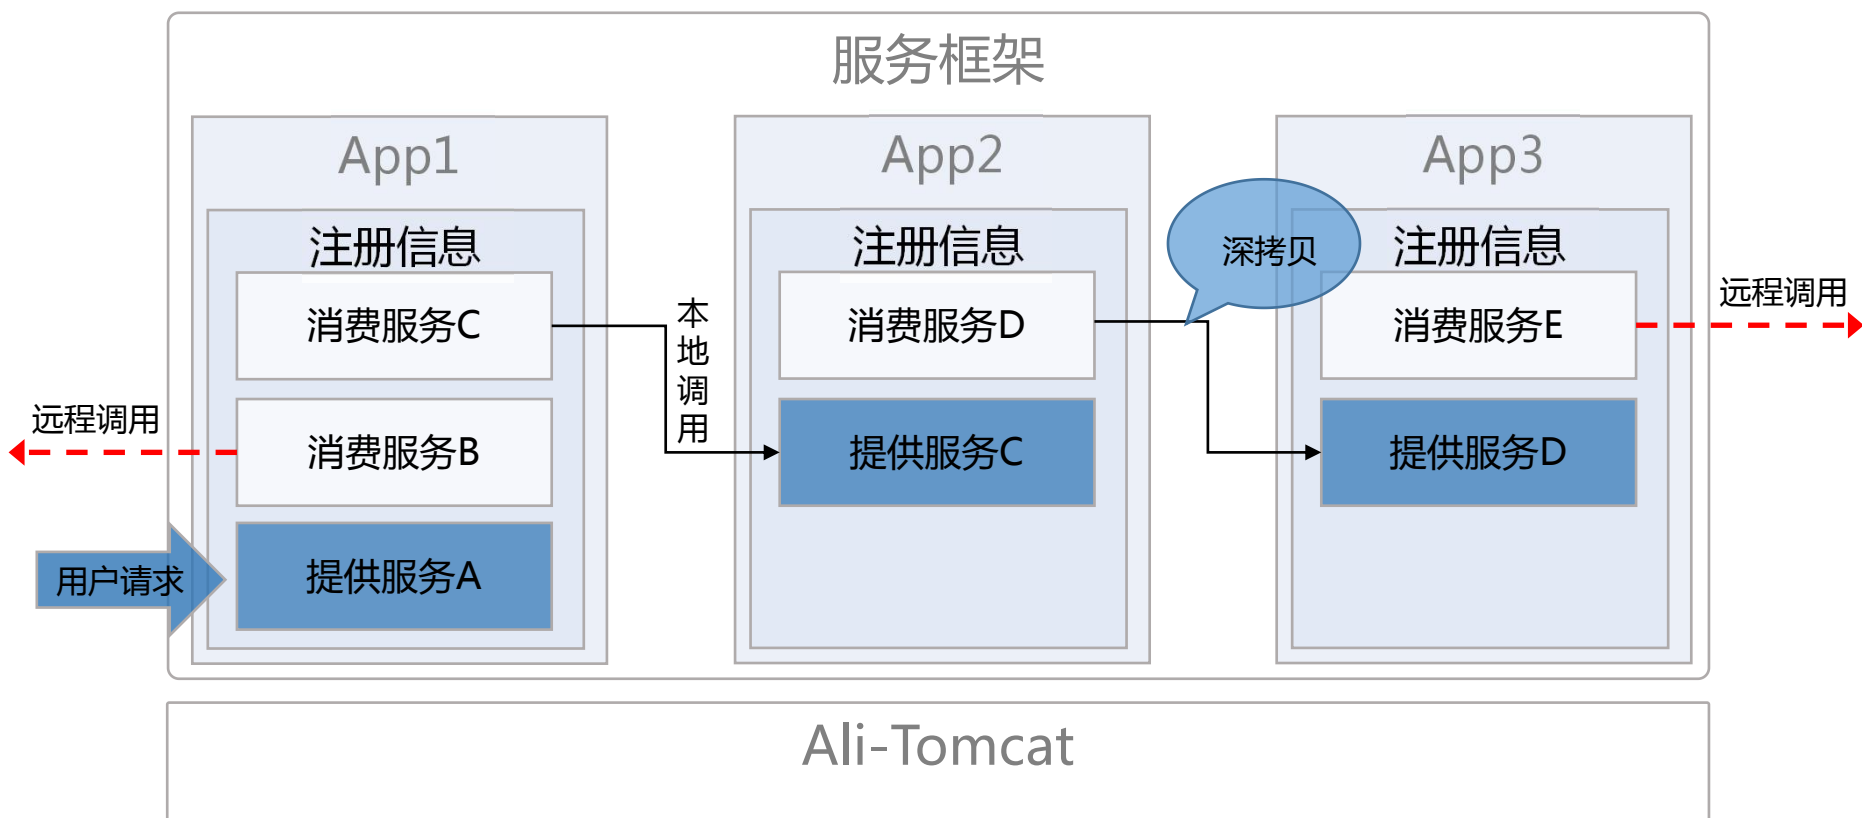 服务框架
App1
注册信息
消费服务C
消费服务B
提供服务A
远程调用
用户请求
本地调用
App2
注册信息
消费服务D
提供服务C
深拷贝
App3
注册信息
消费服务E
提供服务D
远程调用
Ali-Tomcat